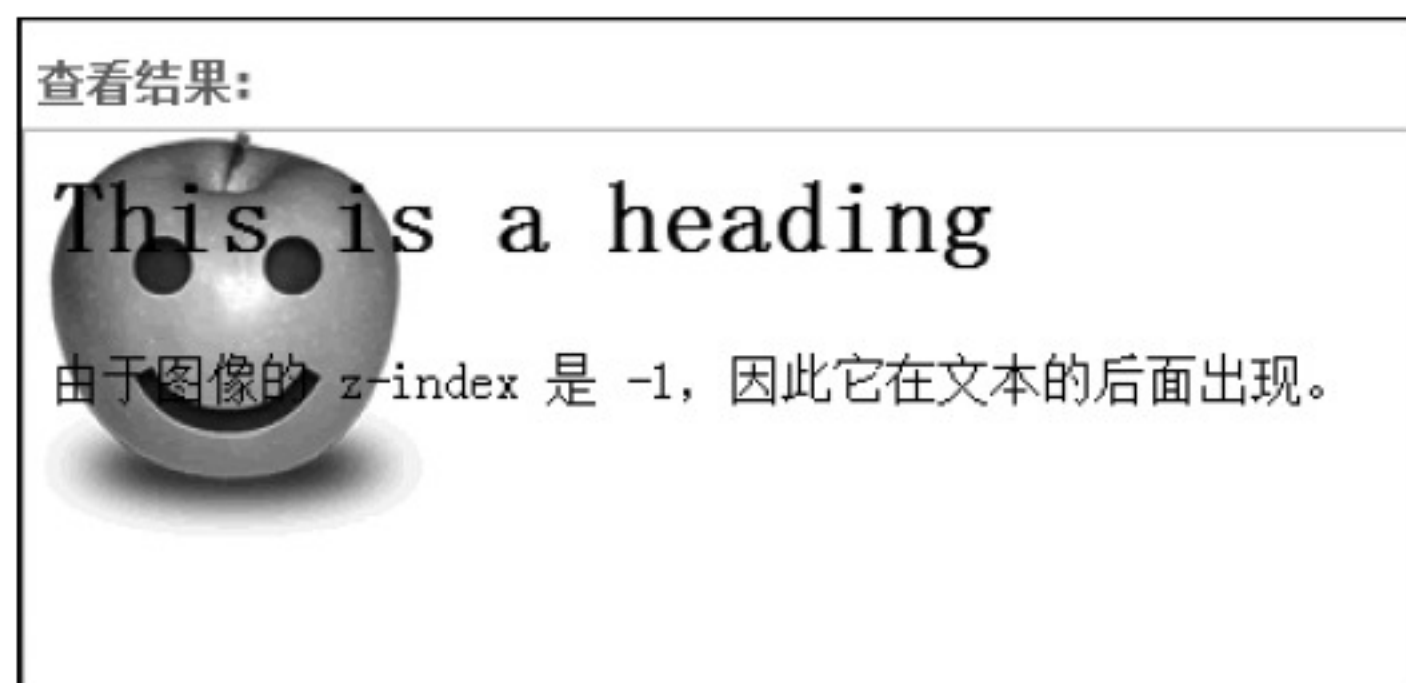 查看结果:
This is a heading
由于图像的 z-index 是 -1，因此它在文本的后面出现。